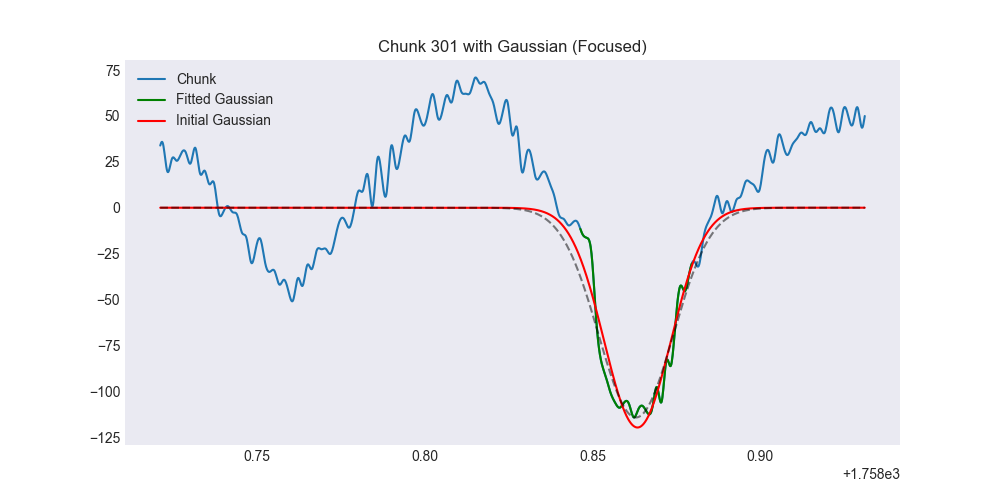 Chunk 301 with Gaussian (Focused)
Chunk
Fitted Gaussian
Initial Gaussian
75
50
25
0
−25
−50
−75
−100
−125
0.75 0.80 0.85 0.90
+1.758e3